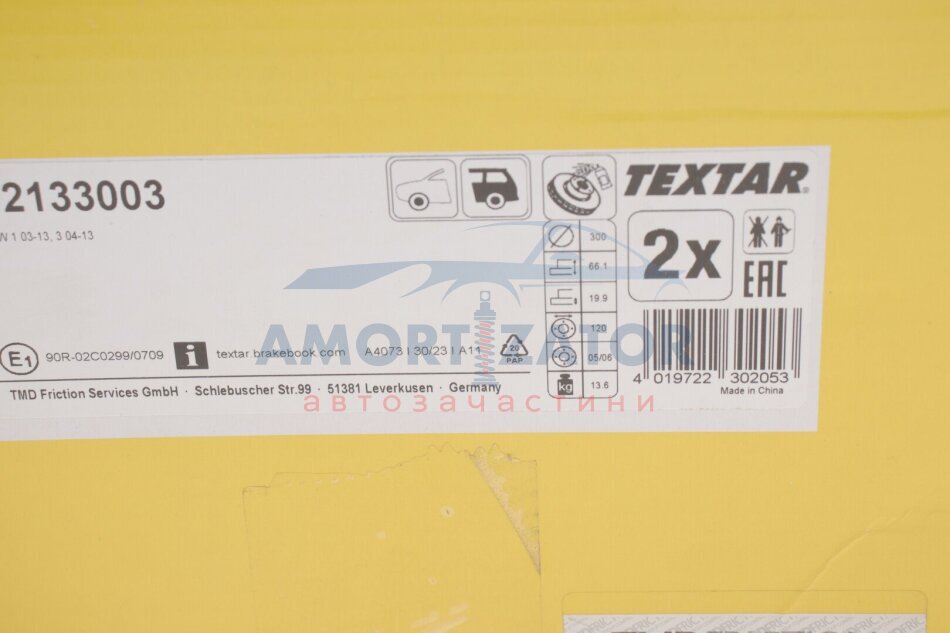 2133003
W 1 03-13, 3 04-13
TEXTAR
2x
EAC
300
66.1
19.9
120
05/06
kg 13.6
AMORTIZATOR
автозачастини
E1 90R-02C0299/0709 i textar.brakebook.com A4073 | 30/23 | A11
20
PAP
TMD Friction Services GmbH · Schlebuscher Str.99 · 51381 Leverkusen · Germany
4 019722 302053
Made in China